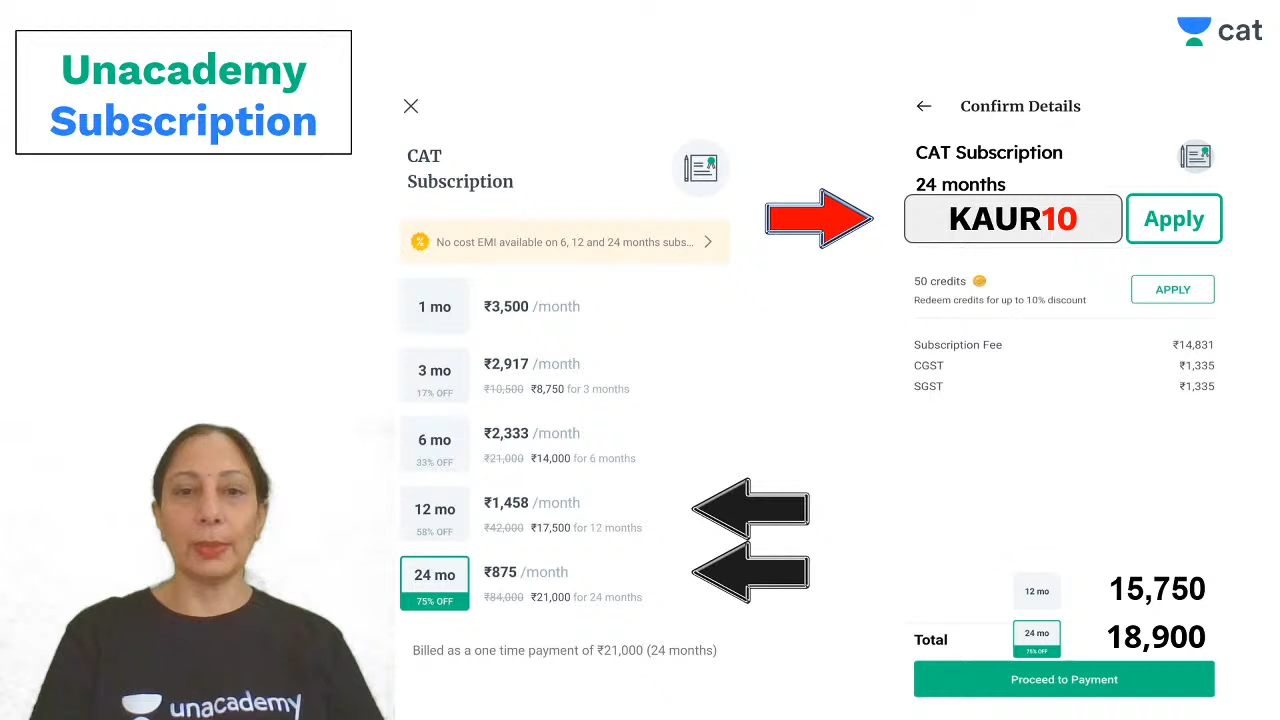 Unacademy
Subscription
cat
CAT
Subscription
No cost EMI available on 6, 12 and 24 months subs...
1 mo
₹3,500 /month
3 mo
17% OFF
₹2,917 /month
₹10,500 ₹8,750 for 3 months
6 mo
33% OFF
₹2,333 /month
₹21,000 ₹14,000 for 6 months
12 mo
58% OFF
₹1,458 /month
₹42,000 ₹17,500 for 12 months
24 mo
75% OFF
₹875 /month
₹84,000 ₹21,000 for 24 months
Billed as a one time payment of ₹21,000 (24 months)
Confirm Details
CAT Subscription
24 months
KAUR10 Apply
50 credits
Redeem credits for up to 10% discount
APPLY
Subscription Fee ₹14,831
CGST ₹1,335
SGST ₹1,335
12 mo 15,750
Total 24 mo 18,900
75% OFF
Proceed to Payment
unacademy